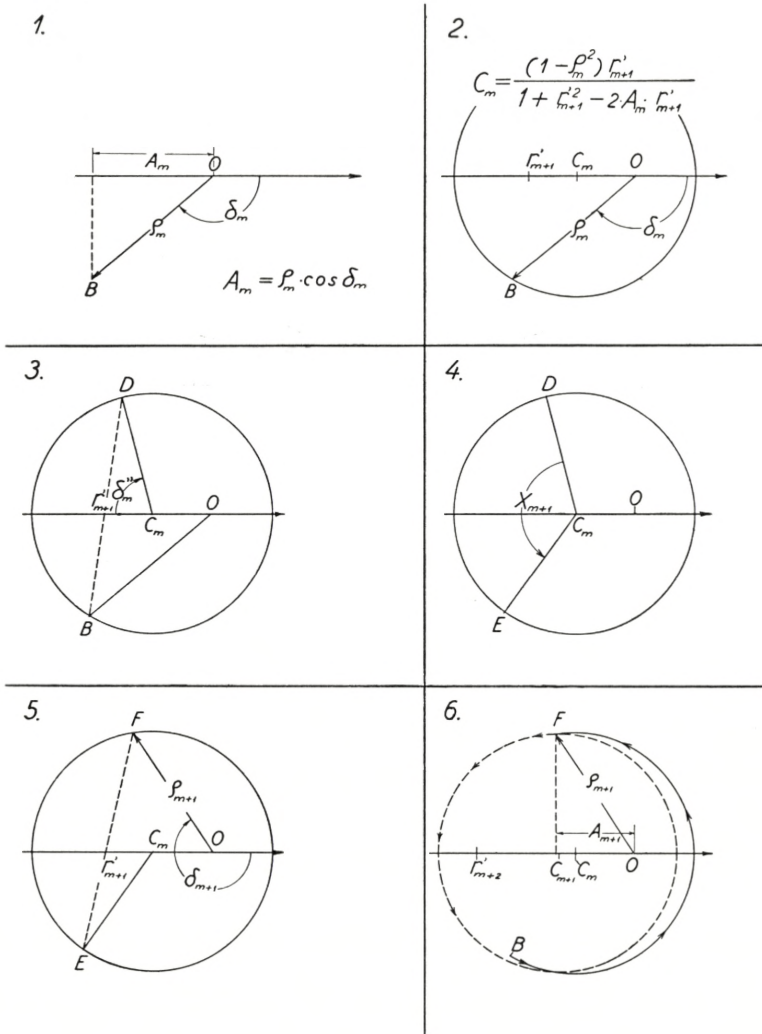 1.
A_m
O
δ_m
ρ_m
B
A_m = ρ_m · cos δ_m
2.
C_m = (1 - ρ_m^2) r'_{m+1} / (1 + r'^2_{m+1} - 2·A_m · r'_{m+1})
r'_{m+1} C_m O
δ_m
ρ_m
B
3.
D
r'_{m+1} δ''_m O
C_m
B
4.
D
X_{m+1} O
C_m
E
5.
F
ρ_{m+1}
C_m O
r'_{m+1} δ_{m+1}
E
6.
F
ρ_{m+1}
A_{m+1}
r'_{m+2} C_{m+1} C_m O
B